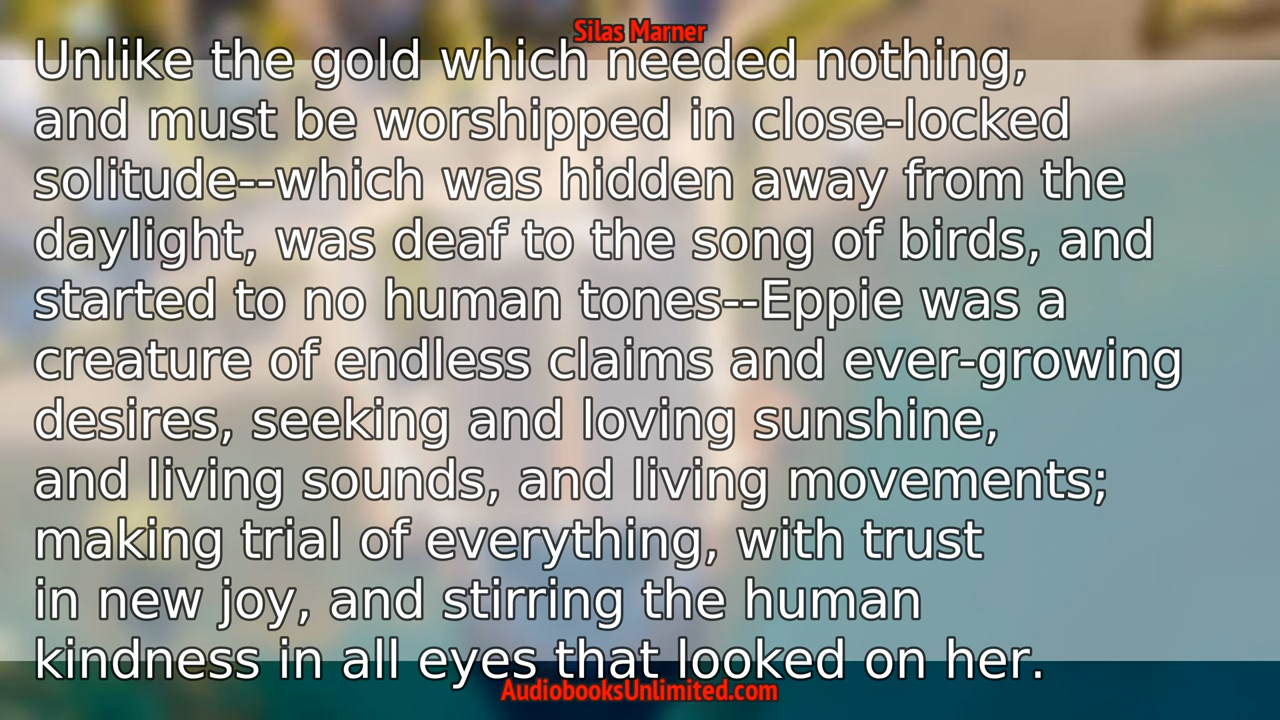 Silas Marner
Unlike the gold which needed nothing,
and must be worshipped in close-locked
solitude--which was hidden away from the
daylight, was deaf to the song of birds, and
started to no human tones--Eppie was a
creature of endless claims and ever-growing
desires, seeking and loving sunshine,
and living sounds, and living movements;
making trial of everything, with trust
in new joy, and stirring the human
kindness in all eyes that looked on her.
AudiobooksUnlimited.com